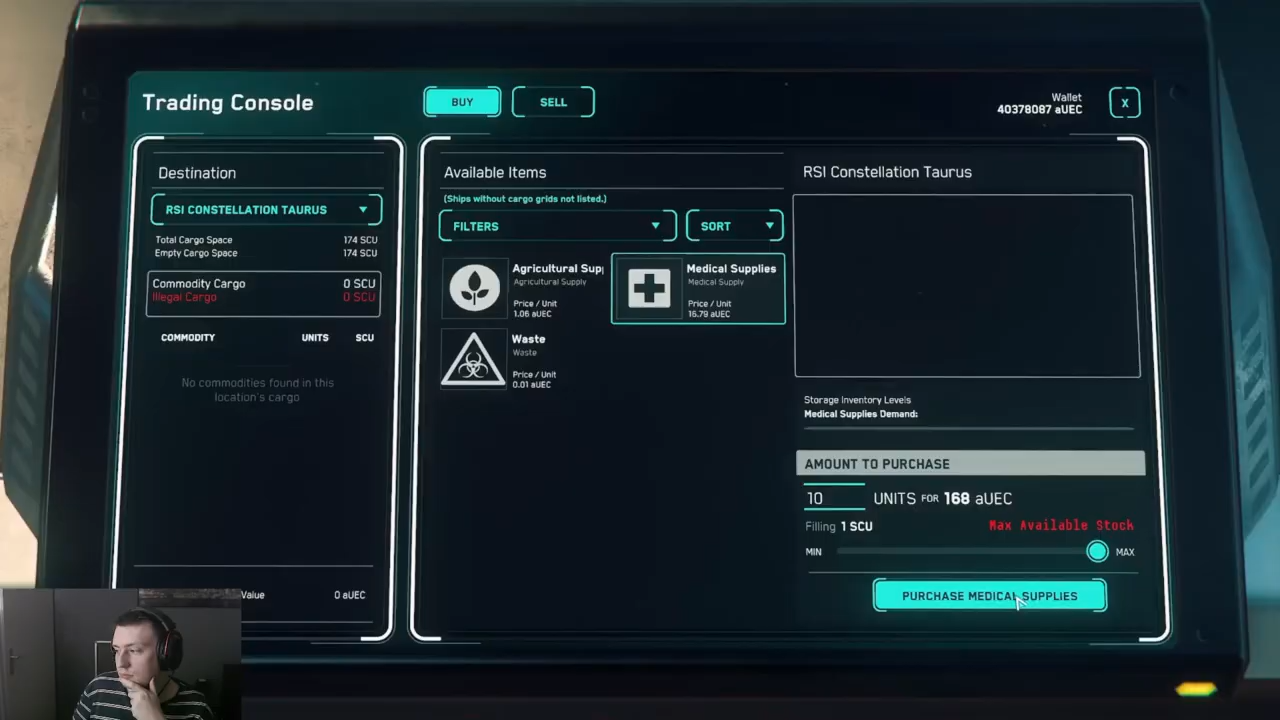 Trading Console
BUY
SELL
Wallet
40378087 aUEC
X
Destination
RSI CONSTELLATION TAURUS
Total Cargo Space 174 SCU
Empty Cargo Space 174 SCU
Commodity Cargo 0 SCU
Illegal Cargo 0 SCU
COMMODITY UNITS SCU
No commodities found in this
location's cargo
Value 0 aUEC
Available Items
(Ships without cargo grids not listed.)
FILTERS
SORT
Agricultural Supp
Agricultural Supply
Price / Unit
1.06 aUEC
Medical Supplies
Medical Supply
Price / Unit
16.79 aUEC
Waste
Waste
Price / Unit
0.01 aUEC
RSI Constellation Taurus
Storage Inventory Levels
Medical Supplies Demand:
AMOUNT TO PURCHASE
10 UNITS FOR 168 aUEC
Filling 1 SCU Max Available Stock
MIN MAX
PURCHASE MEDICAL SUPPLIES